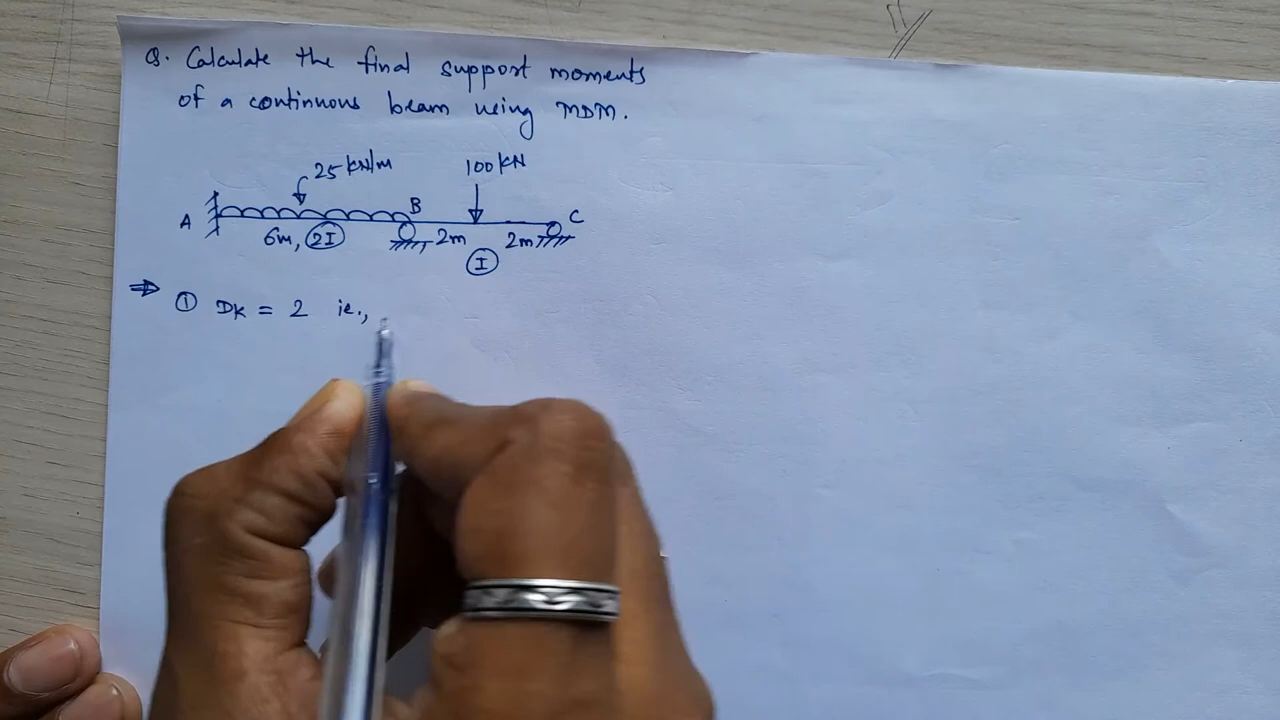 Q. Calculate the final support moments
of a continuous beam using MDM.
25 kN/m 100 kN
A B C
6m, 2I 2m 2m
I
⇒ ① DK = 2 ie.,